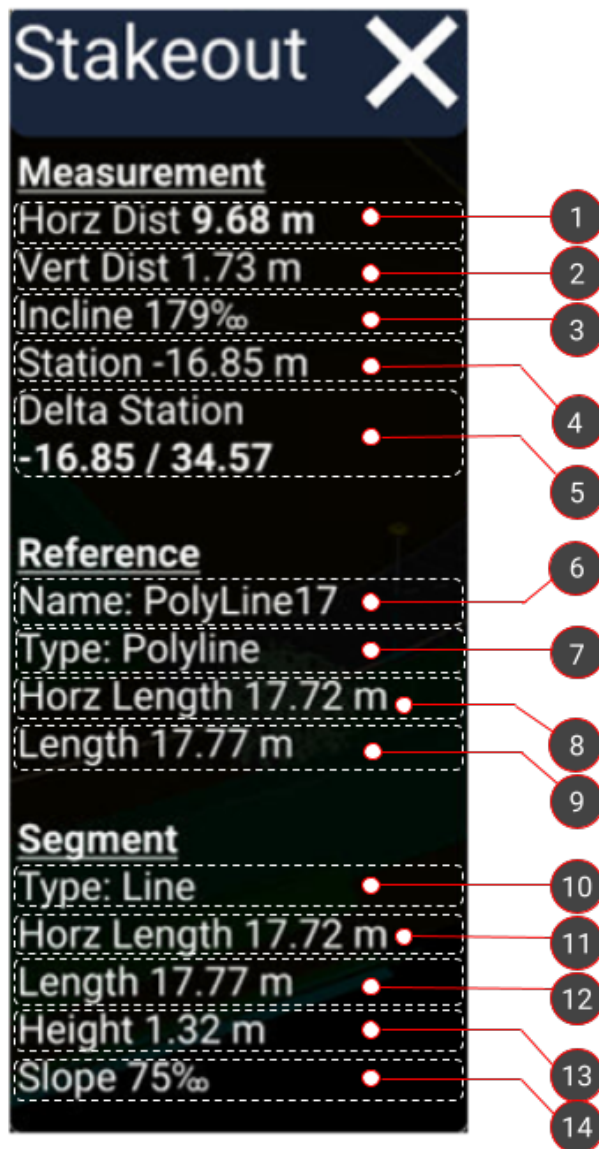 Stakeout
Measurement
Horz Dist 9.68 m
1
Vert Dist 1.73 m
2
Incline 179‰
3
Station -16.85 m
4
Delta Station
-16.85 / 34.57
5
Reference
6
Name: PolyLine17
Type: Polyline
7
Horz Length 17.72 m
8
Length 17.77 m
9
Segment
Type: Line
10
Horz Length 17.72 m
11
Length 17.77 m
12
Height 1.32 m
13
Slope 75‰
14